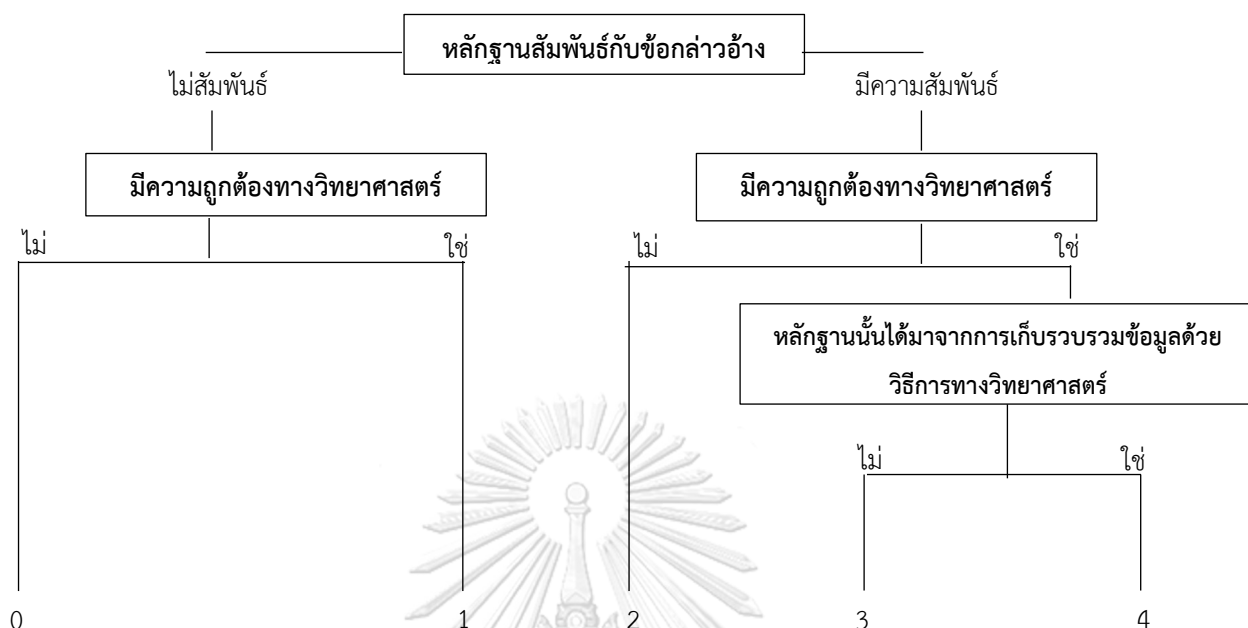 หลักฐานสัมพันธ์กับข้อกล่าวอ้าง
ไม่สัมพันธ์
มีความสัมพันธ์
มีความถูกต้องทางวิทยาศาสตร์
มีความถูกต้องทางวิทยาศาสตร์
ไม่
ใช่
ไม่
ใช่
หลักฐานนั้นได้มาจากการเก็บรวบรวมข้อมูลด้วย
วิธีการทางวิทยาศาสตร์
ไม่
ใช่
0
1
2
3
4